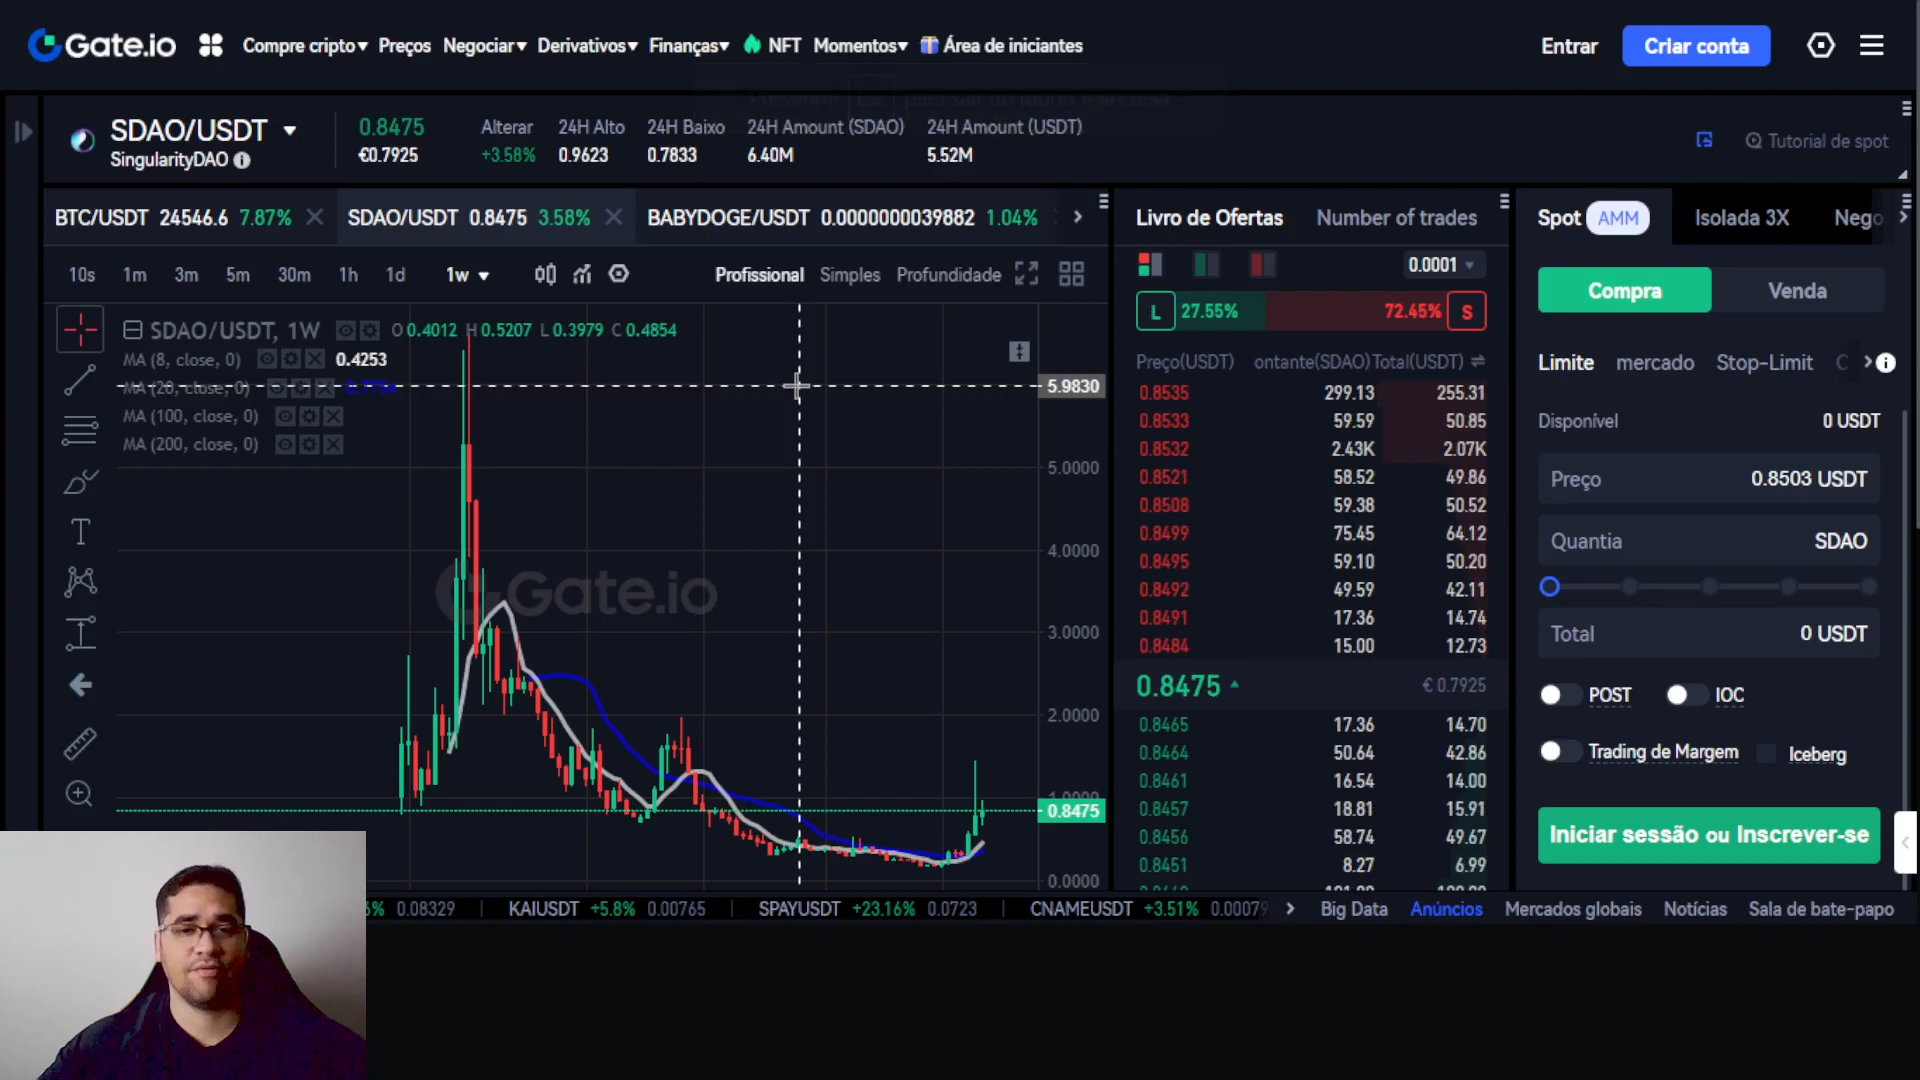 Gate.io Compre cripto▾ Preços Negociar▾ Derivativos▾ Finanças▾ NFT Momentos▾ Área de iniciantes Entrar Criar conta
SDAO/USDT
SingularityDAO
0.8475
€0.7925
Alterar 24H Alto 24H Baixo 24H Amount (SDAO) 24H Amount (USDT)
+3.58% 0.9623 0.7833 6.40M 5.52M
Tutorial de spot
BTC/USDT 24546.6 7.87% SDAO/USDT 0.8475 3.58% BABYDOGE/USDT 0.0000000039882 1.04%
10s 1m 3m 5m 30m 1h 1d 1w Profissional Simples Profundidade
SDAO/USDT, 1W O 0.4012 H 0.5207 L 0.3979 C 0.4854
MA (8, close, 0) 0.4253
MA (20, close, 0)
MA (100, close, 0)
MA (200, close, 0)
5.9830
5.0000
4.0000
3.0000
2.0000
1.0000
0.8475
0.0000
Gate.io
Livro de Ofertas Number of trades
0.0001
L 27.55% 72.45% S
Preço(USDT) ontante(SDAO) Total(USDT)
0.8535 299.13 255.31
0.8533 59.59 50.85
0.8532 2.43K 2.07K
0.8521 58.52 49.86
0.8508 59.38 50.52
0.8499 75.45 64.12
0.8495 59.10 50.20
0.8492 49.59 42.11
0.8491 17.36 14.74
0.8484 15.00 12.73
0.8475 € 0.7925
0.8465 17.36 14.70
0.8464 50.64 42.86
0.8461 16.54 14.00
0.8457 18.81 15.91
0.8456 58.74 49.67
0.8451 8.27 6.99
Spot AMM Isolada 3X Nego
Compra Venda
Limite mercado Stop-Limit
Disponível 0 USDT
Preço 0.8503 USDT
Quantia SDAO
Total 0 USDT
POST IOC
Trading de Margem Iceberg
Iniciar sessão ou Inscrever-se
6% 0.08329 KAIUSDT +5.8% 0.00765 SPAYUSDT +23.16% 0.0723 CNAMEUSDT +3.51% 0.00079
Big Data Anúncios Mercados globais Notícias Sala de bate-papo